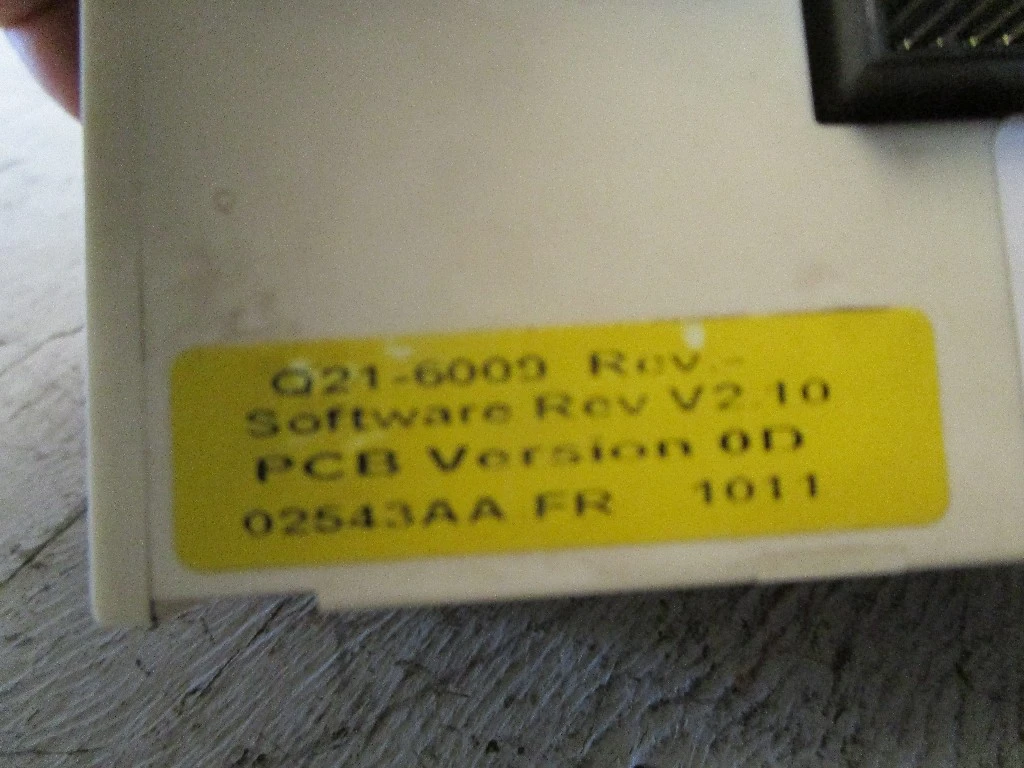 Q21-6009 Rev.-
Software Rev V2.10
PCB Version 0D
02543AA FR 1011